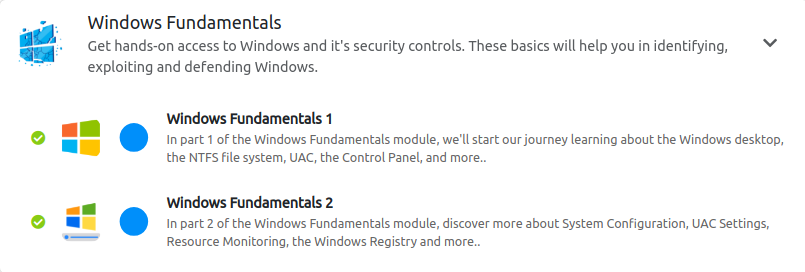 Windows Fundamentals
Get hands-on access to Windows and it's security controls. These basics will help you in identifying,
exploiting and defending Windows.
Windows Fundamentals 1
In part 1 of the Windows Fundamentals module, we'll start our journey learning about the Windows desktop,
the NTFS file system, UAC, the Control Panel, and more..
Windows Fundamentals 2
In part 2 of the Windows Fundamentals module, discover more about System Configuration, UAC Settings,
Resource Monitoring, the Windows Registry and more..